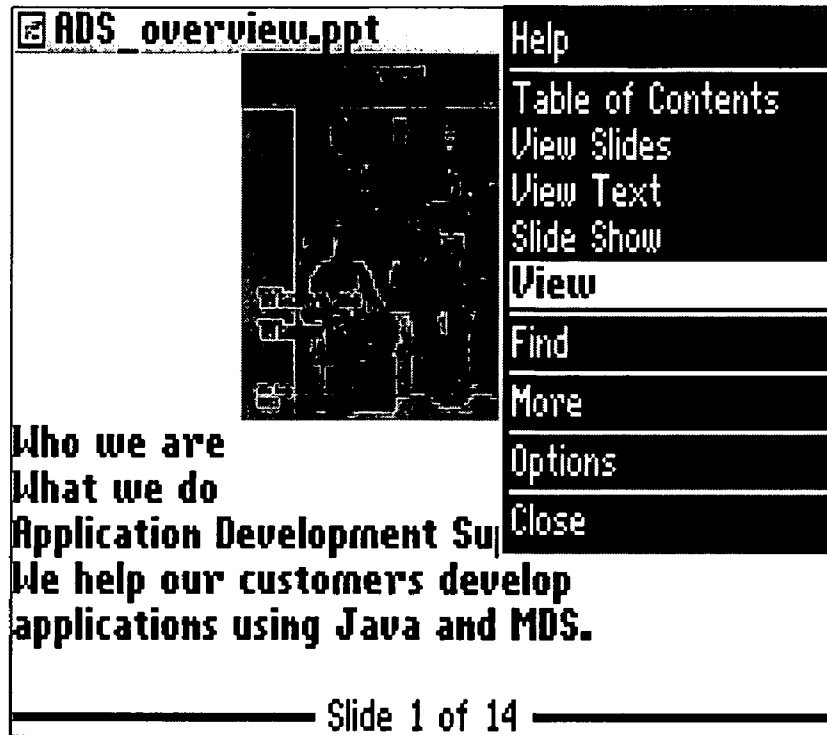 ADS_overview.ppt
Help
Table of Contents
View Slides
View Text
Slide Show
View
Find
More
Options
Close
Who we are
What we do
Application Development Su
We help our customers develop
applications using Java and MDS.
Slide 1 of 14